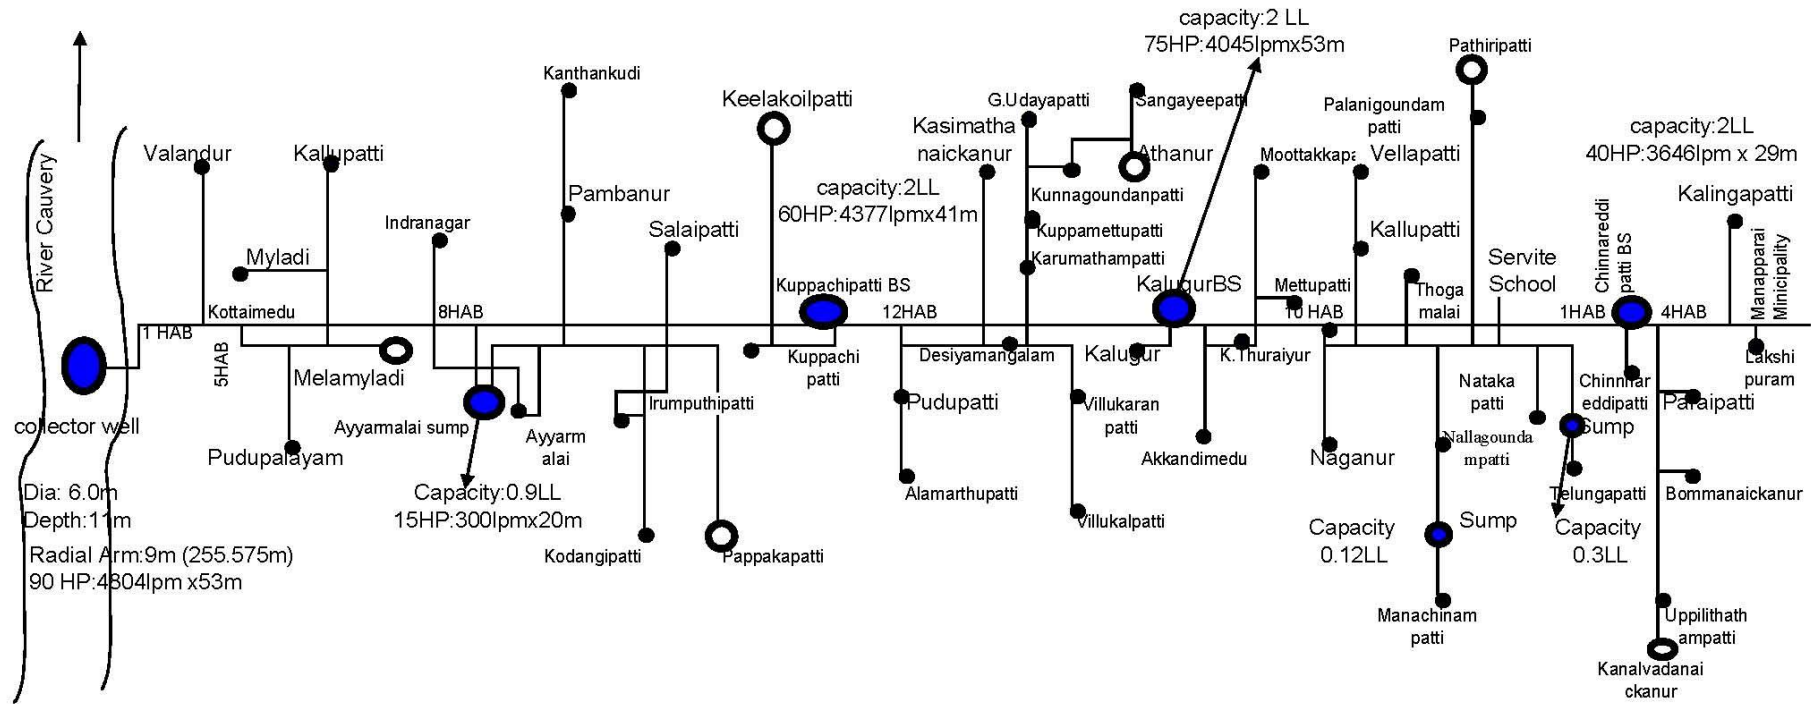 capacity:2 LL
75HP:4045lpmx53m
Pathiripatti
Kanthankudi
Keelakoilpatti
G.Udayapatti
Sangayeepatti
Palanigoundam
patti
Kasimatha
naickanur
capacity:2LL
40HP:3646lpm x 29m
River Cauvery
Valandur
Kallupatti
Athanur
Moottakkapa
Vellapatti
Pambanur
capacity:2LL
60HP:4377lpmx41m
Kunnagoundanpatti
Kalingapatti
Indranagar
Salaipatti
Kuppamettupatti
Kallupatti
Chinnareddi
patti BS
Manapparai
Minicipality
Myladi
Karumathampatti
Servite
School
Kuppachipatti BS
KalugurBS
Mettupatti
Thoga
malai
Kottaimedu
8HAB
12HAB
10 HAB
1HAB
4HAB
1 HAB
5HAB
Kuppachi
patti
Desiyamangalam
Kalugur
K.Thuraiyur
Lakshi
puram
Melamyladi
Nataka
patti
Chinnar
eddipatti
Irumputhipatti
Pudupatti
Villukaran
patti
Paraipatti
collector well
Ayyarmalai sump
Ayyarm
alai
Sump
Pudupalayam
Akkandimedu
Naganur
Nallagounda
mpatti
Dia: 6.0m
Depth:11m
Capacity:0.9LL
15HP:300lpmx20m
Alamarthupatti
Telungapatti
Bommanaickanur
Villukalpatti
Capacity
0.12LL
Sump
Capacity
0.3LL
Radial Arm:9m (255.575m)
90 HP:4804lpm x53m
Kodangipatti
Pappakapatti
Manachinam
patti
Uppilithath
ampatti
Kanalvadanai
ckanur